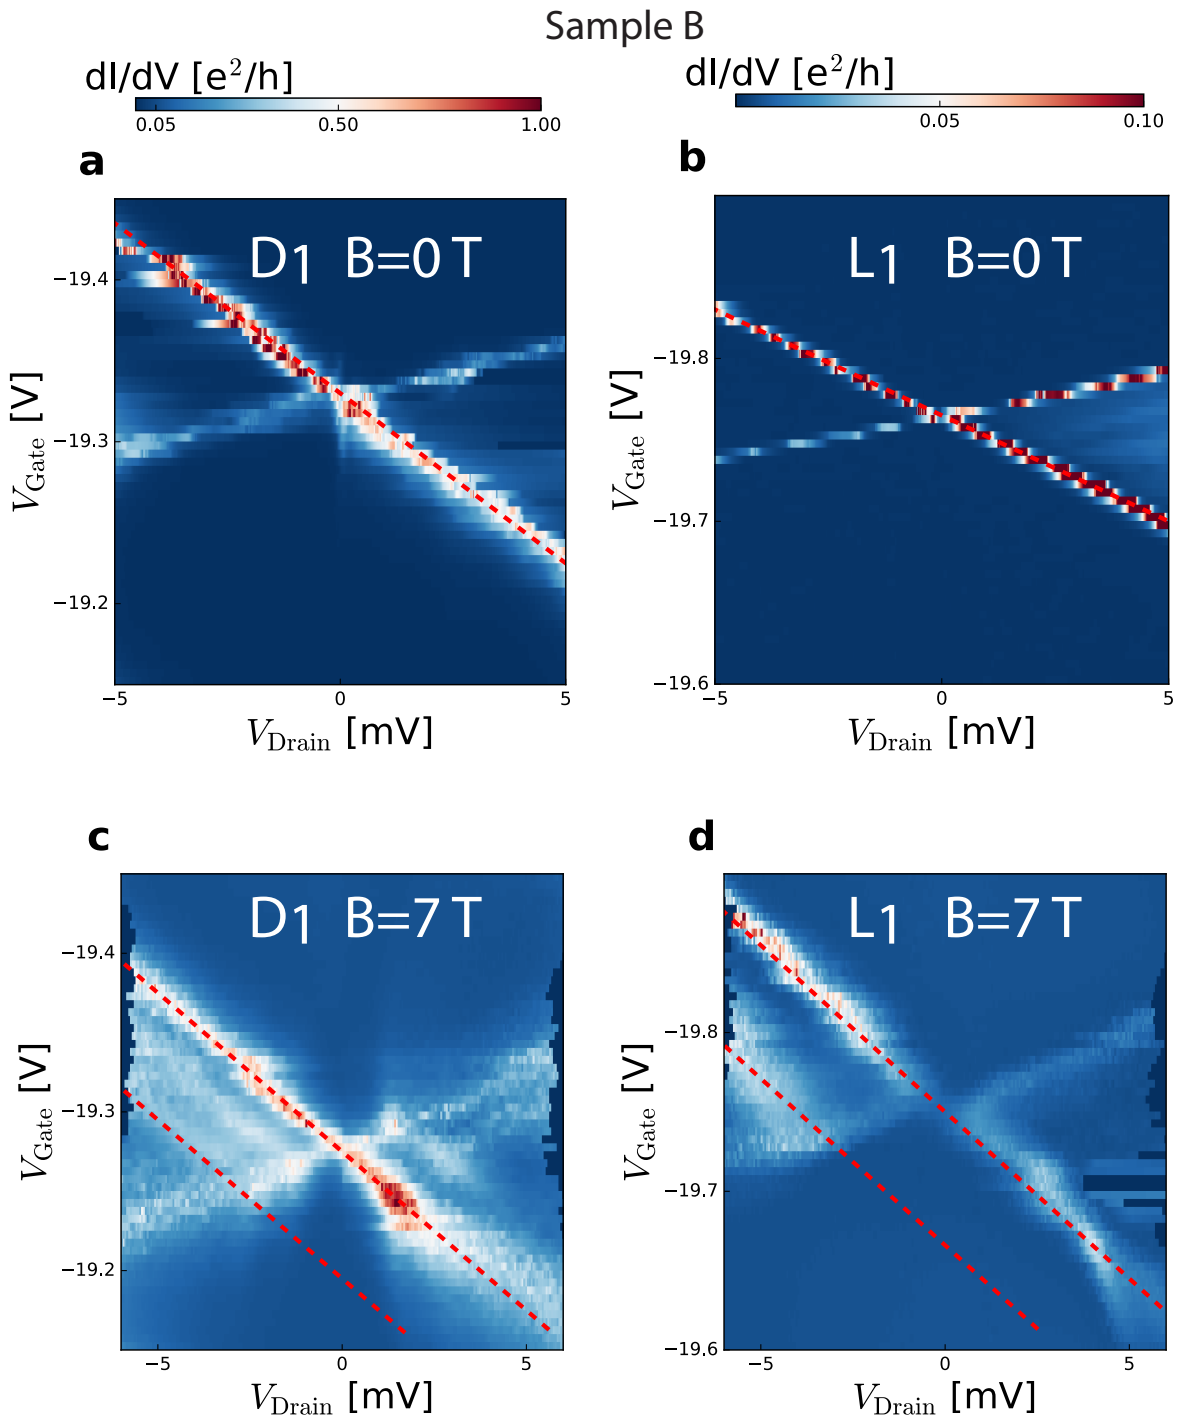 Sample B
dI/dV [e²/h]
0.05 0.50 1.00
dI/dV [e²/h]
0.05 0.10
a
D1 B=0 T
−19.4
−19.3
−19.2
V_Gate [V]
−5 0 5
V_Drain [mV]
b
L1 B=0 T
−19.8
−19.7
−19.6
V_Gate [V]
−5 0 5
V_Drain [mV]
c
D1 B=7 T
−19.4
−19.3
−19.2
V_Gate [V]
−5 0 5
V_Drain [mV]
d
L1 B=7 T
−19.8
−19.7
−19.6
V_Gate [V]
−5 0 5
V_Drain [mV]